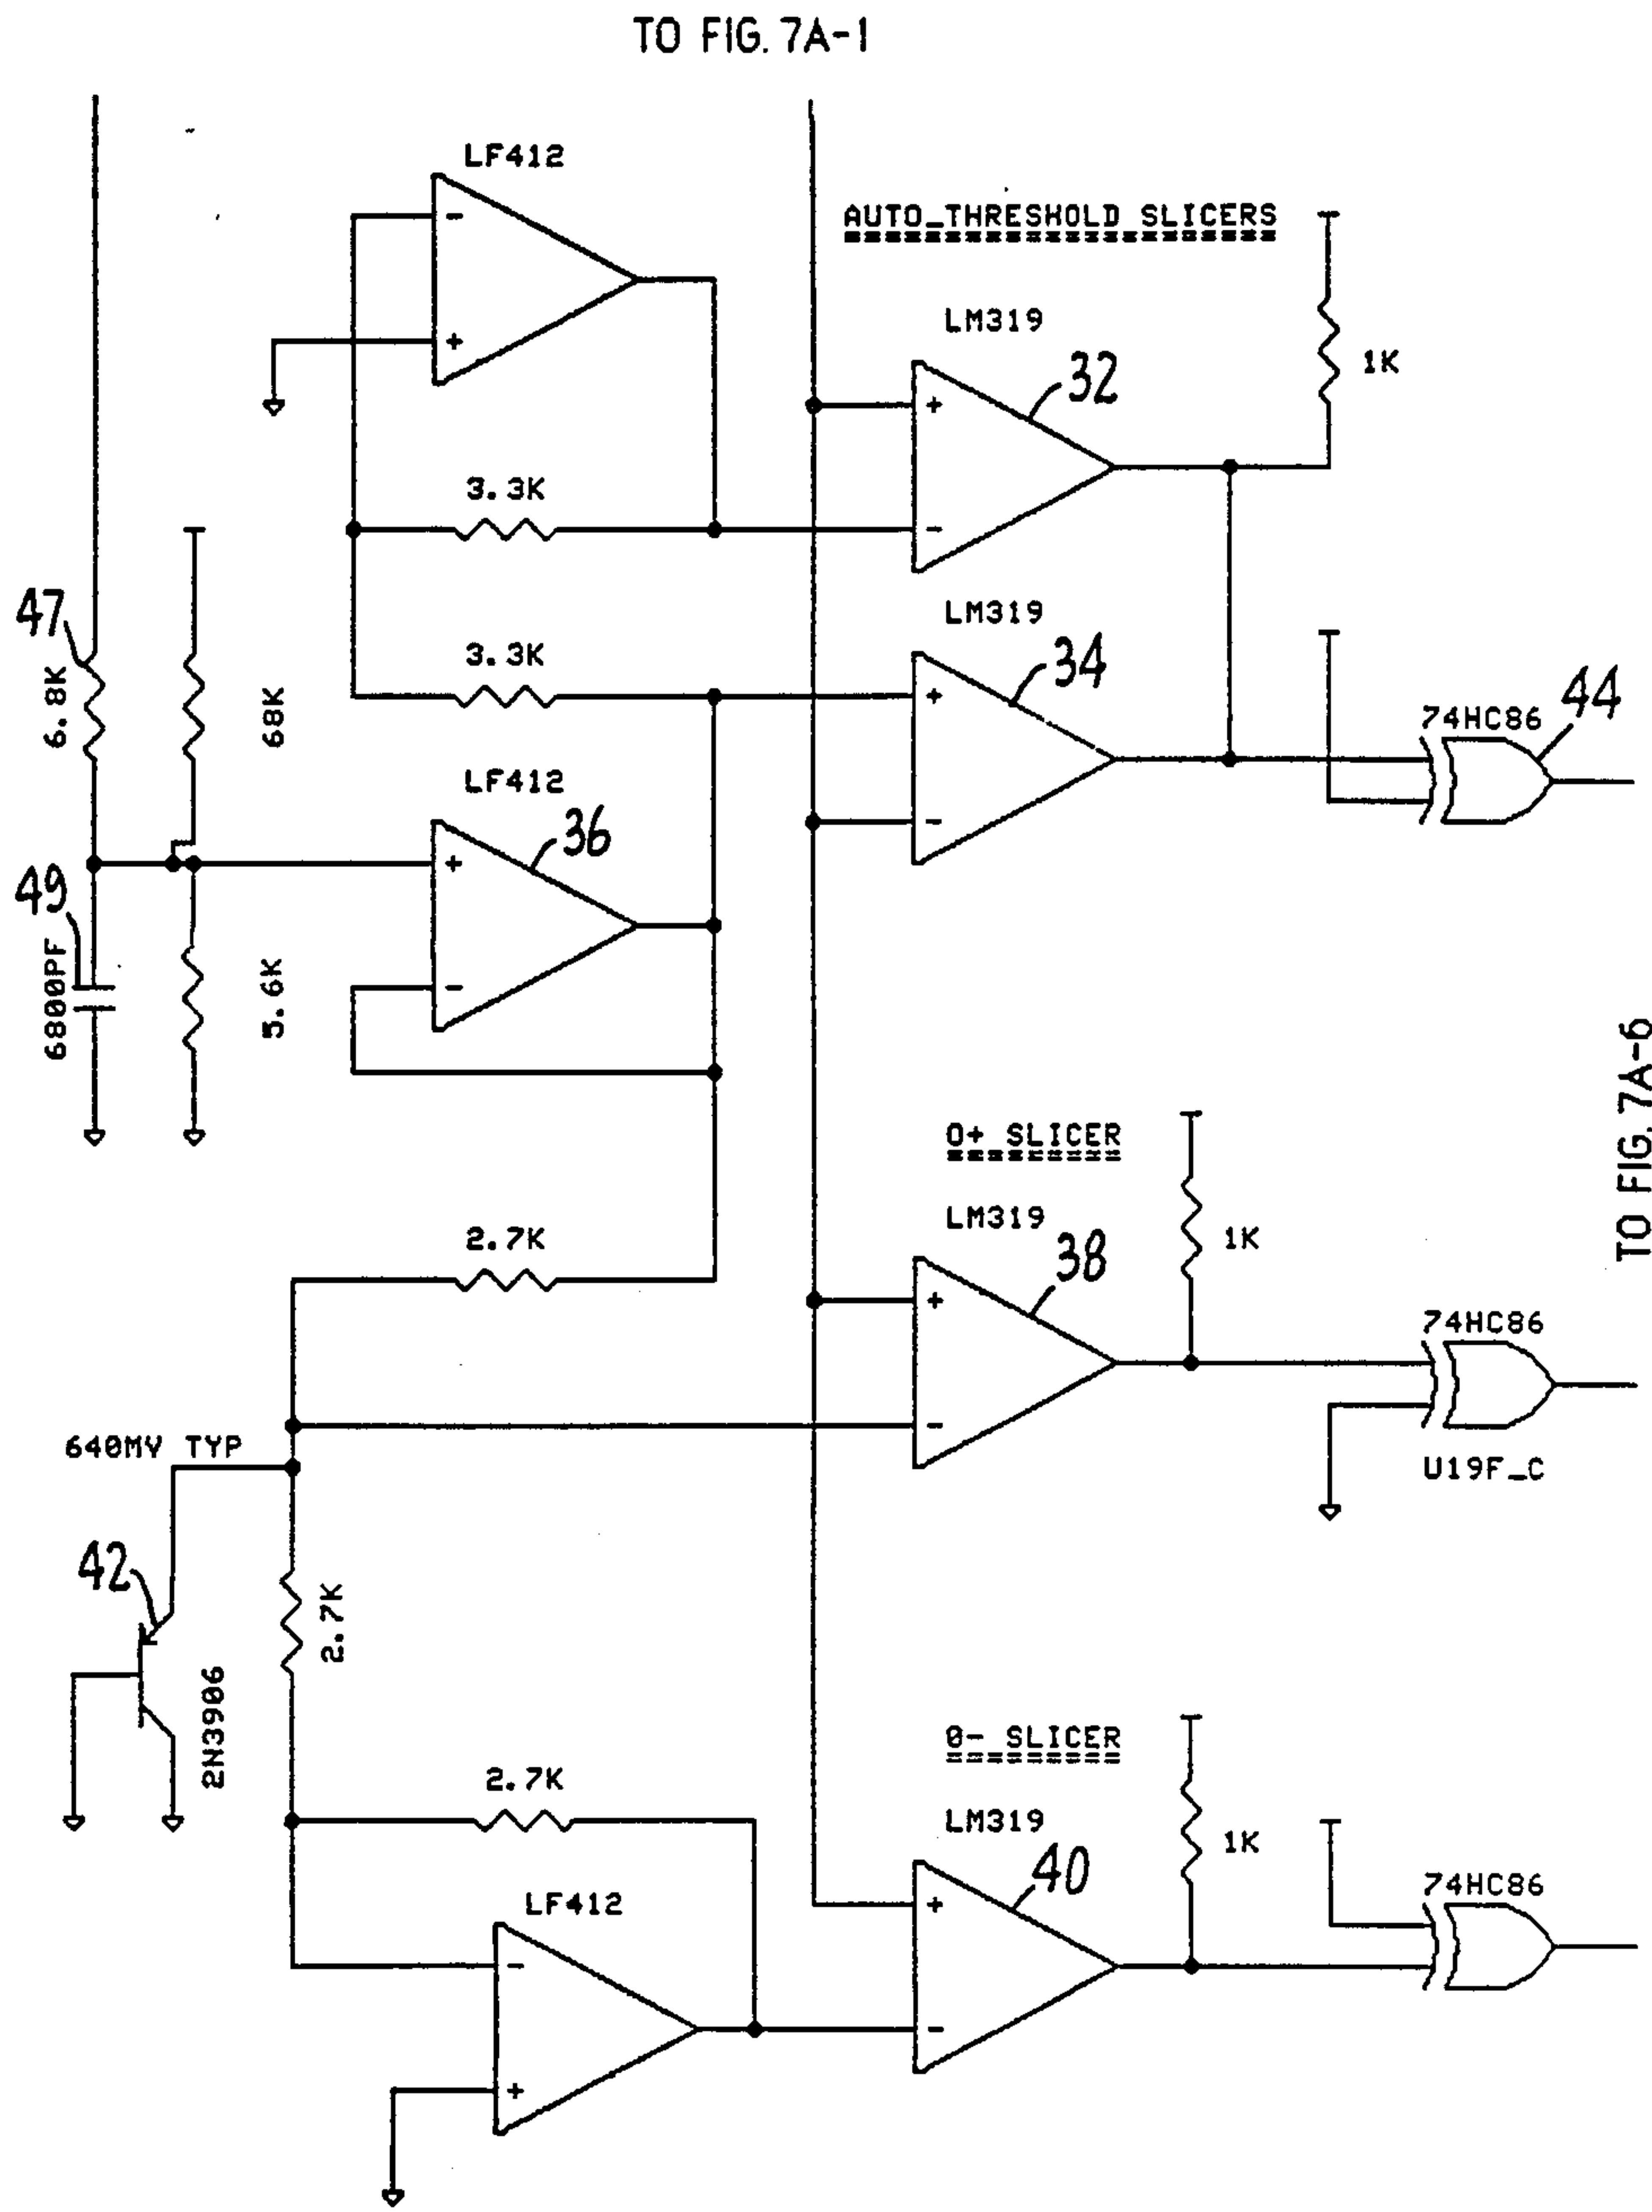 TO FIG. 7A-1
LF412
AUTO_THRESHOLD SLICERS
LM319
32
1K
3.3K
47
6.8K
68K
3.3K
LM319
34
74HC86
44
LF412
36
49
6800PF
5.6K
TO FIG. 7A-6
0+ SLICER
LM319
38
1K
2.7K
74HC86
U19F_C
640MV TYP
42
2N3906
2.7K
0- SLICER
2.7K
LM319
40
1K
74HC86
LF412